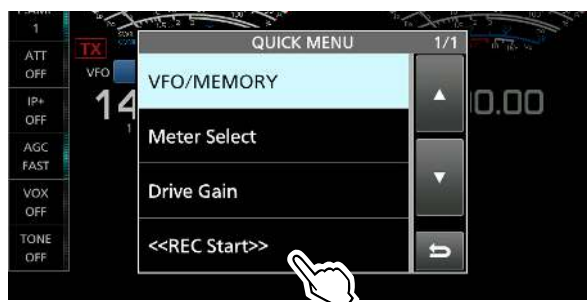 1
ATT
OFF
IP+
OFF
AGC
FAST
VOX
OFF
TONE
OFF
TX
VFO
14
1
0.00
QUICK MENU 1/1
VFO/MEMORY
Meter Select
Drive Gain
<<REC Start>>